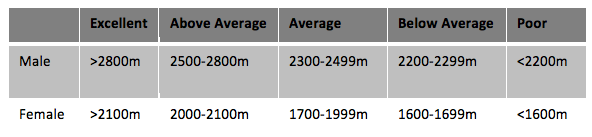 Excellent Above Average Average Below Average Poor
Male >2800m 2500-2800m 2300-2499m 2200-2299m <2200m
Female >2100m 2000-2100m 1700-1999m 1600-1699m <1600m